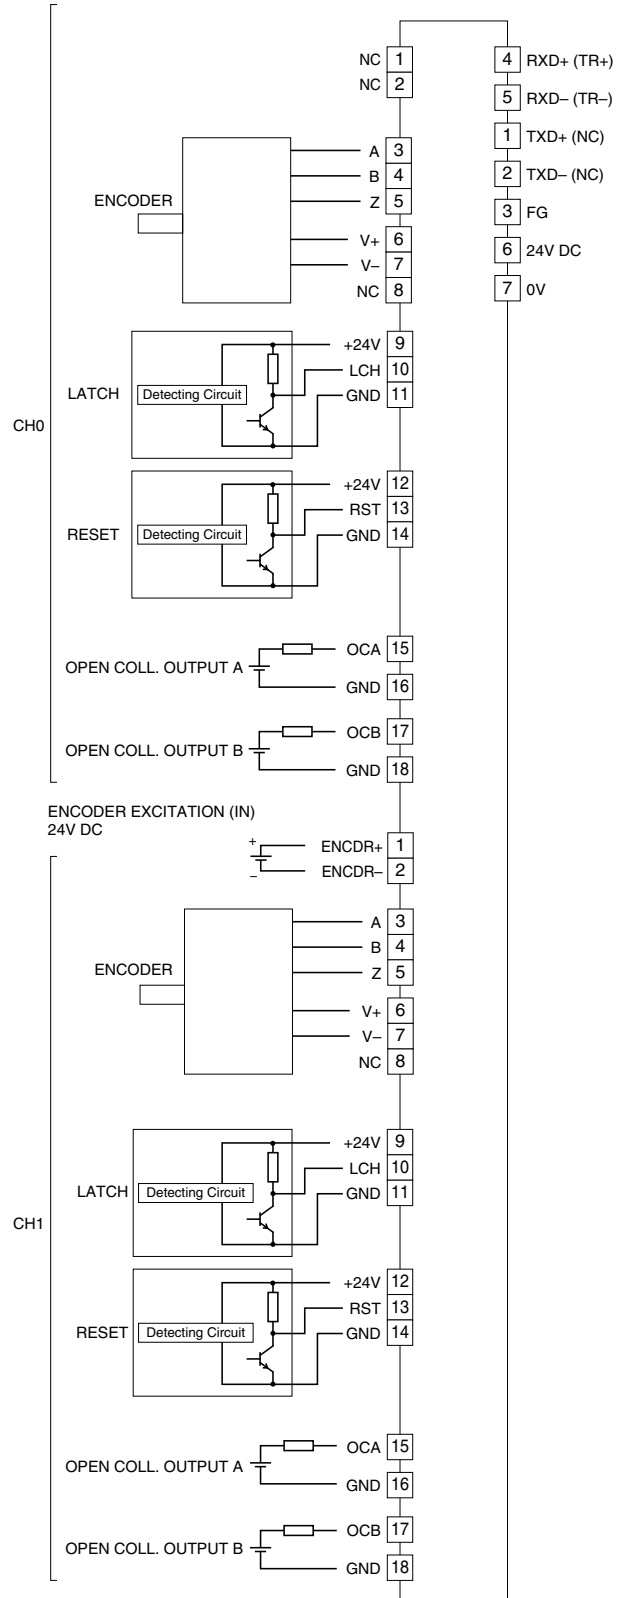 NC 1
NC 2
A 3
B 4
Z 5
V+ 6
V– 7
NC 8
ENCODER
+24V 9
LCH 10
GND 11
LATCH
Detecting Circuit
CH0
+24V 12
RST 13
GND 14
RESET
Detecting Circuit
OCA 15
OPEN COLL. OUTPUT A
GND 16
OCB 17
OPEN COLL. OUTPUT B
GND 18
4 RXD+ (TR+)
5 RXD– (TR–)
1 TXD+ (NC)
2 TXD– (NC)
3 FG
6 24V DC
7 0V
ENCODER EXCITATION (IN)
24V DC
+
–
ENCDR+ 1
ENCDR– 2
A 3
B 4
Z 5
V+ 6
V– 7
NC 8
ENCODER
+24V 9
LCH 10
GND 11
LATCH
Detecting Circuit
CH1
+24V 12
RST 13
GND 14
RESET
Detecting Circuit
OCA 15
OPEN COLL. OUTPUT A
GND 16
OCB 17
OPEN COLL. OUTPUT B
GND 18